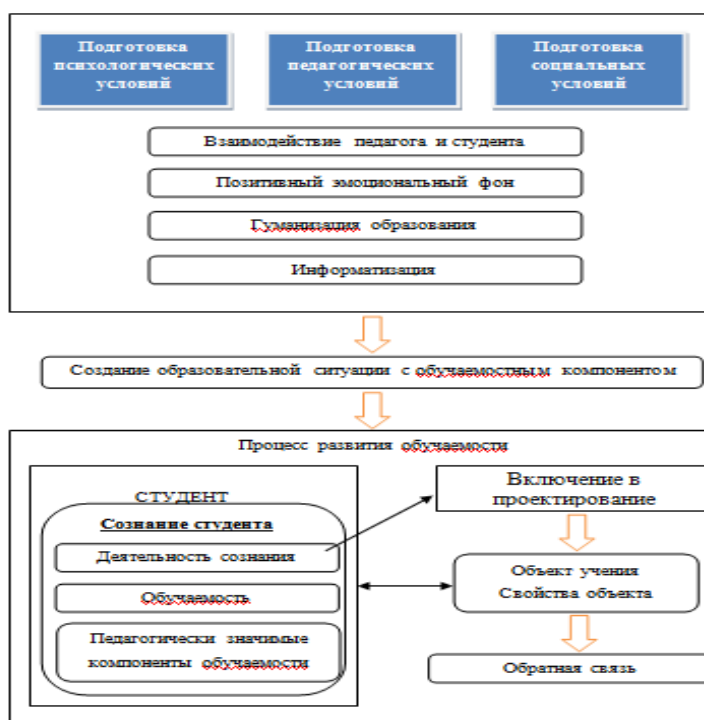 Подготовка
психологических
условий
Подготовка
педагогических
условий
Подготовка
социальных
условий
Взаимодействие педагога и студента
Позитивный эмоциональный фон
Гуманизация образования
Информатизация
Создание образовательной ситуации с обучаемостным компонентом
Процесс развития обучаемости
СТУДЕНТ
Сознание студента
Деятельность сознания
Обучаемость
Педагогически значимые
компоненты обучаемости
Включение в
проектирование
Объект учения
Свойства объекта
Обратная связь